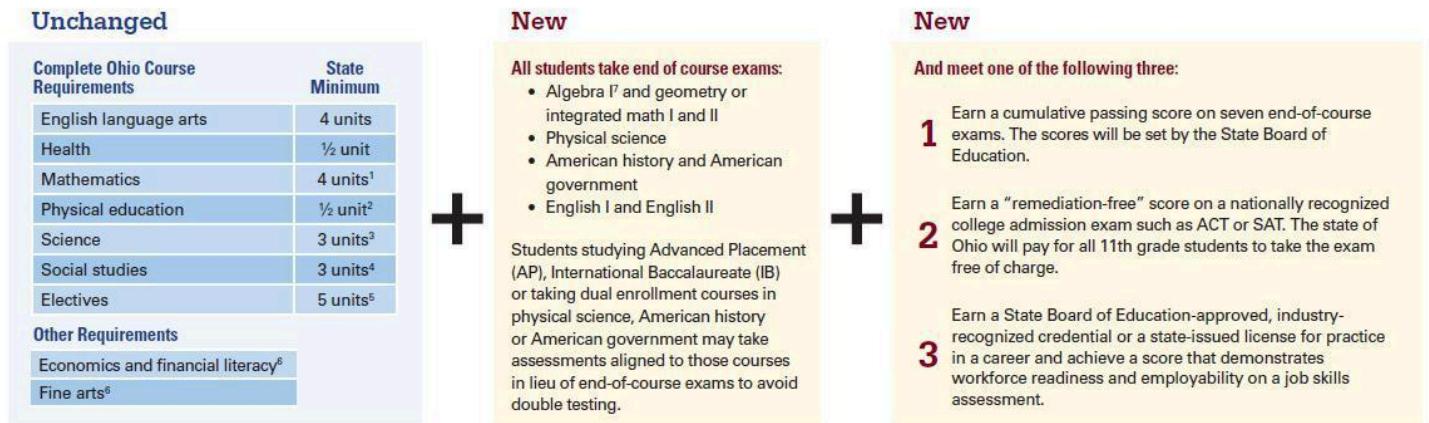 Unchanged
Complete Ohio Course Requirements
State Minimum
English language arts 4 units
Health ½ unit
Mathematics 4 units¹
Physical education ½ unit²
Science 3 units³
Social studies 3 units⁴
Electives 5 units⁵
Other Requirements
Economics and financial literacy⁶
Fine arts⁶
+
New
All students take end of course exams:
• Algebra I⁷ and geometry or
integrated math I and II
• Physical science
• American history and American
government
• English I and English II
Students studying Advanced Placement
(AP), International Baccalaureate (IB)
or taking dual enrollment courses in
physical science, American history
or American government may take
assessments aligned to those courses
in lieu of end-of-course exams to avoid
double testing.
+
New
And meet one of the following three:
1
Earn a cumulative passing score on seven end-of-course
exams. The scores will be set by the State Board of
Education.
2
Earn a “remediation-free” score on a nationally recognized
college admission exam such as ACT or SAT. The state of
Ohio will pay for all 11th grade students to take the exam
free of charge.
3
Earn a State Board of Education-approved, industry-
recognized credential or a state-issued license for practice
in a career and achieve a score that demonstrates
workforce readiness and employability on a job skills
assessment.